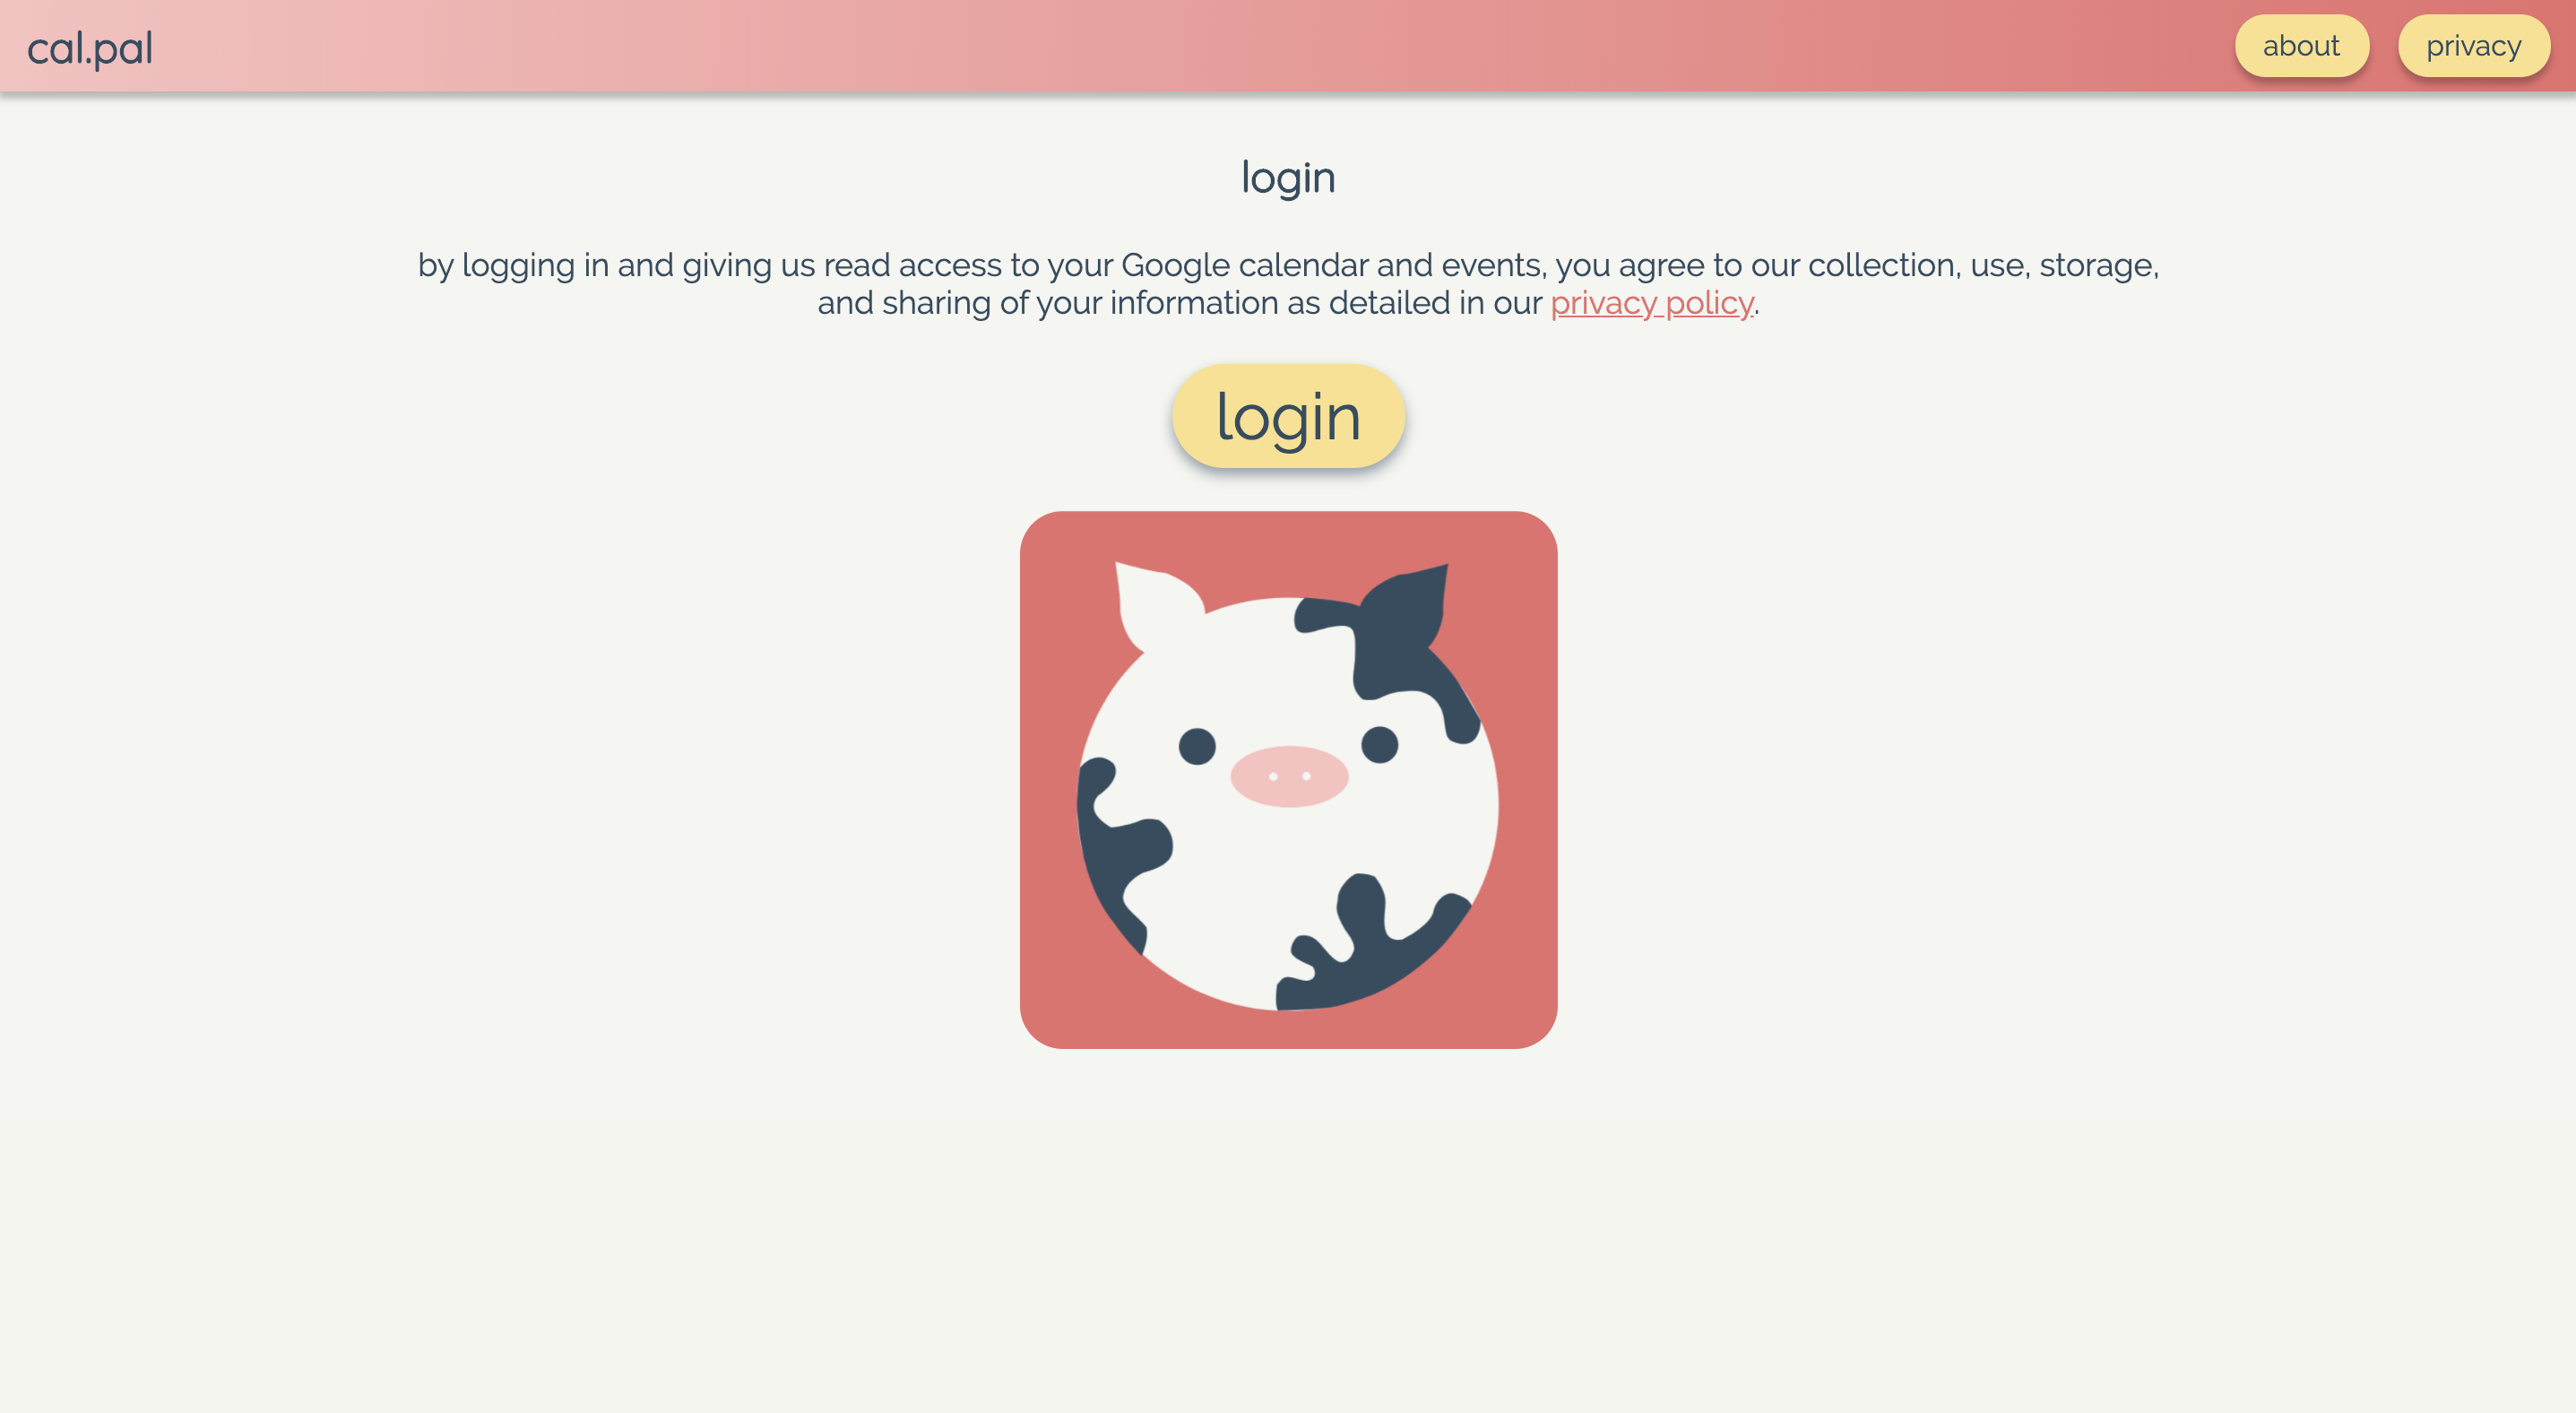 cal.pal
about
privacy
login
by logging in and giving us read access to your Google calendar and events, you agree to our collection, use, storage,
and sharing of your information as detailed in our privacy policy.
login